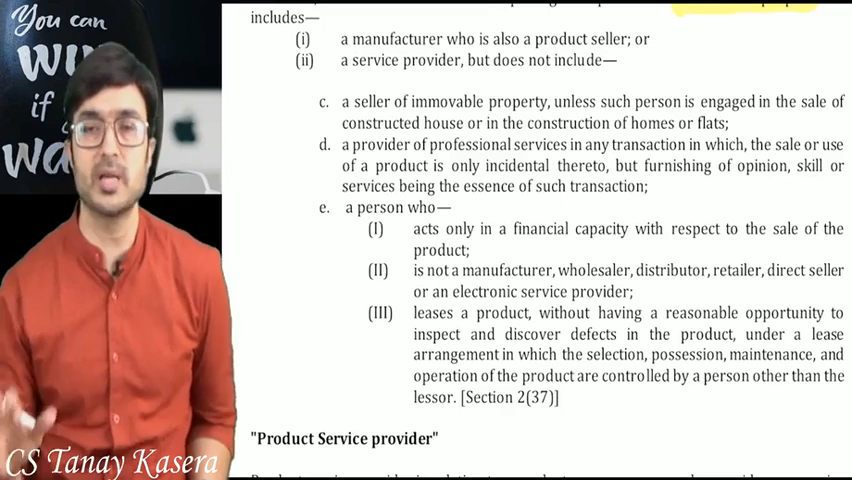 You can
WIN
if
wa
includes—
(i) a manufacturer who is also a product seller; or
(ii) a service provider, but does not include—
c. a seller of immovable property, unless such person is engaged in the sale of
constructed house or in the construction of homes or flats;
d. a provider of professional services in any transaction in which, the sale or use
of a product is only incidental thereto, but furnishing of opinion, skill or
services being the essence of such transaction;
e. a person who—
(I) acts only in a financial capacity with respect to the sale of the
product;
(II) is not a manufacturer, wholesaler, distributor, retailer, direct seller
or an electronic service provider;
(III) leases a product, without having a reasonable opportunity to
inspect and discover defects in the product, under a lease
arrangement in which the selection, possession, maintenance, and
operation of the product are controlled by a person other than the
lessor. [Section 2(37)]
"Product Service provider"
CS Tanay Kasera